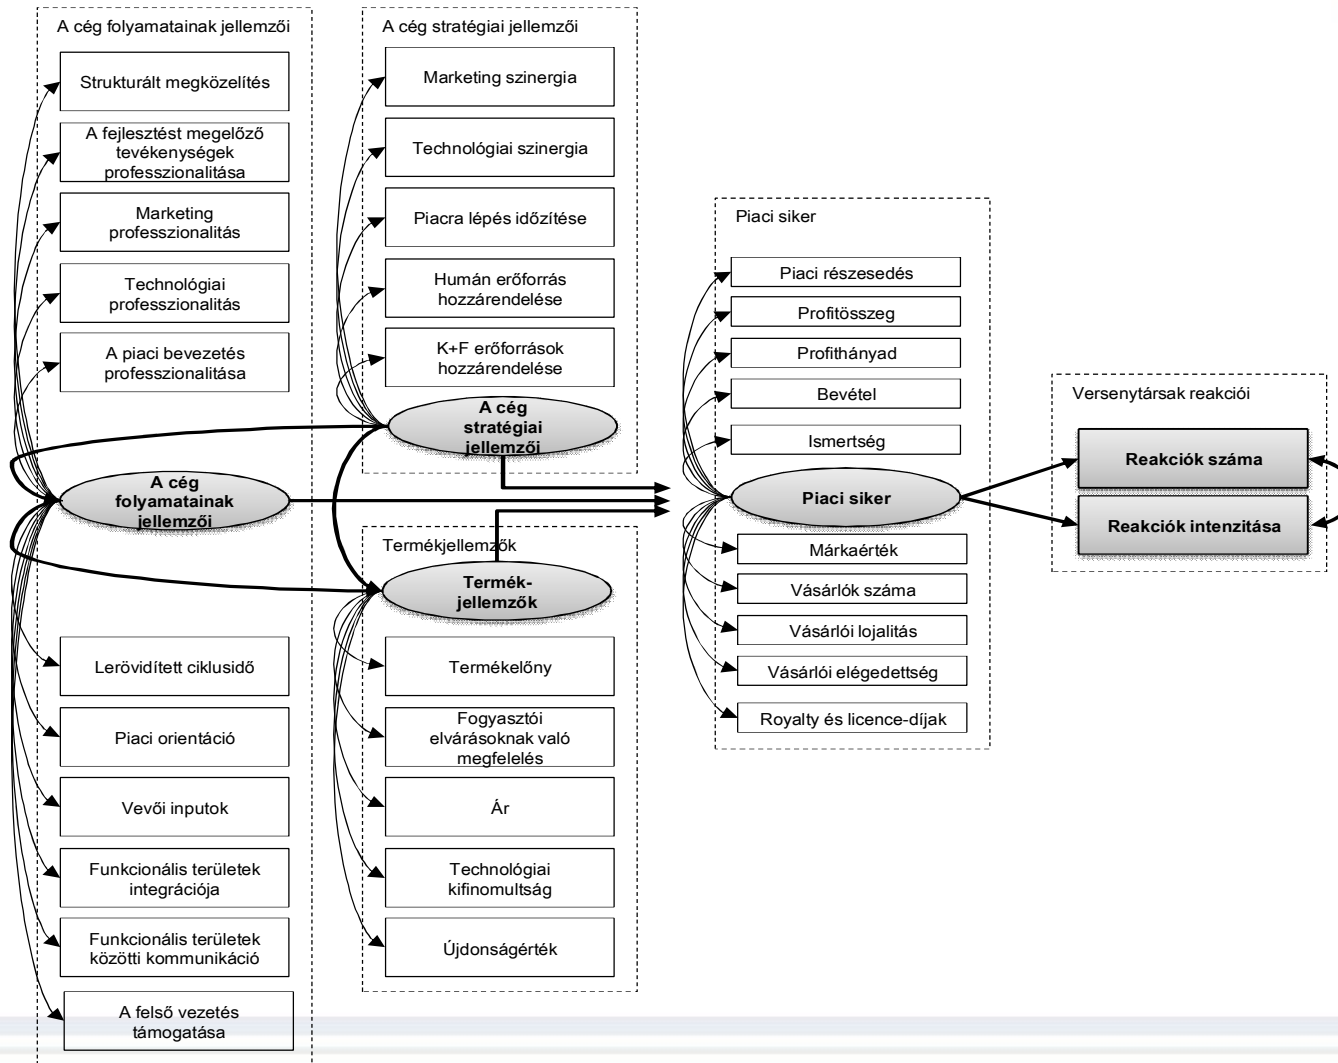 A cég folyamatainak jellemzői
Strukturált megközelítés
A fejlesztést megelőző
tevékenységek
professzionalitása
Marketing
professzionalitás
Technológiai
professzionalitás
A piaci bevezetés
professzionalitása
A cég
folyamatainak
jellemzői
Lerövidített ciklusidő
Piaci orientáció
Vevői inputok
Funkcionális területek
integrációja
Funkcionális területek
közötti kommunikáció
A felső vezetés
támogatása
A cég stratégiai jellemzői
Marketing szinergia
Technológiai szinergia
Piacra lépés időzítése
Humán erőforrás
hozzárendelése
K+F erőforrások
hozzárendelése
A cég
stratégiai
jellemzői
Termékjellemzők
Termék-
jellemzők
Termékelőny
Fogyasztói
elvárásoknak való
megfelelés
Ár
Technológiai
kifinomultság
Újdonságérték
Piaci siker
Piaci részesedés
Profitösszeg
Profithányad
Bevétel
Ismertség
Piaci siker
Márkaérték
Vásárlók száma
Vásárlói lojalitás
Vásárlói elégedettség
Royalty és licence-díjak
Versenytársak reakciói
Reakciók száma
Reakciók intenzitása